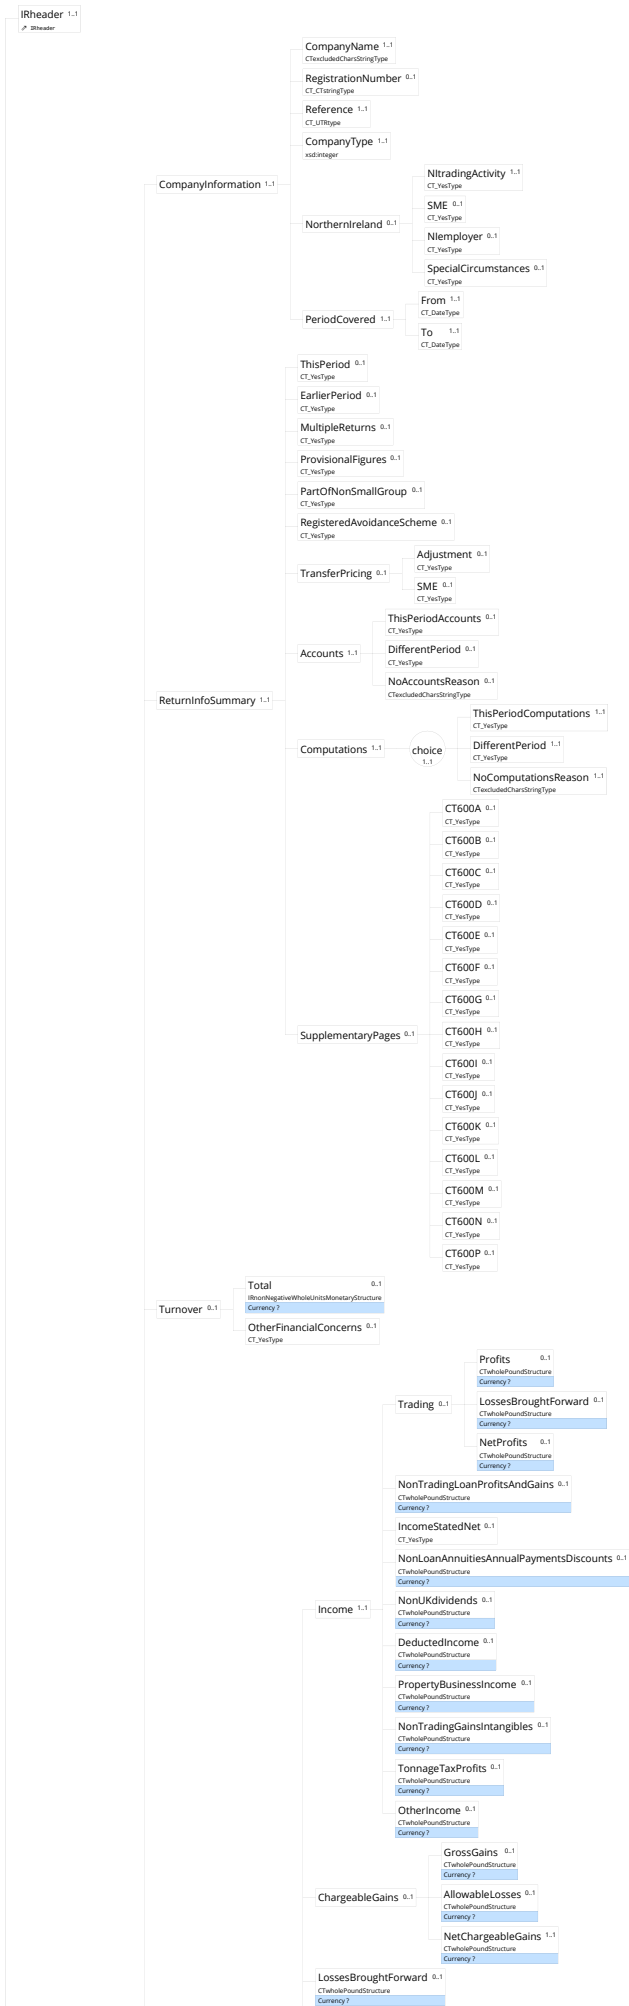 IRheader 1..1
IRheader
CompanyName 1..1
CTexcludedCharsStringType
RegistrationNumber 0..1
CT_CTstringType
Reference 1..1
CT_UTRtype
CompanyType 1..1
xsd:integer
CompanyInformation 1..1
NorthernIreland 0..1
NItradingActivity 1..1
CT_YesType
SME 0..1
CT_YesType
NIemployer 0..1
CT_YesType
SpecialCircumstances 0..1
CT_YesType
PeriodCovered 1..1
From 1..1
CT_DateType
To 1..1
CT_DateType
ThisPeriod 0..1
CT_YesType
EarlierPeriod 0..1
CT_YesType
MultipleReturns 0..1
CT_YesType
ProvisionalFigures 0..1
CT_YesType
PartOfNonSmallGroup 0..1
CT_YesType
RegisteredAvoidanceScheme 0..1
CT_YesType
TransferPricing 0..1
Adjustment 0..1
CT_YesType
SME 0..1
CT_YesType
ReturnInfoSummary 1..1
Accounts 1..1
ThisPeriodAccounts 0..1
CT_YesType
DifferentPeriod 0..1
CT_YesType
NoAccountsReason 0..1
CTexcludedCharsStringType
Computations 1..1
choice
1..1
ThisPeriodComputations 1..1
CT_YesType
DifferentPeriod 1..1
CT_YesType
NoComputationsReason 1..1
CTexcludedCharsStringType
SupplementaryPages 0..1
CT600A 0..1
CT_YesType
CT600B 0..1
CT_YesType
CT600C 0..1
CT_YesType
CT600D 0..1
CT_YesType
CT600E 0..1
CT_YesType
CT600F 0..1
CT_YesType
CT600G 0..1
CT_YesType
CT600H 0..1
CT_YesType
CT600I 0..1
CT_YesType
CT600J 0..1
CT_YesType
CT600K 0..1
CT_YesType
CT600L 0..1
CT_YesType
CT600M 0..1
CT_YesType
CT600N 0..1
CT_YesType
CT600P 0..1
CT_YesType
Turnover 0..1
Total 0..1
IRnonNegativeWholeUnitsMonetaryStructure
Currency ?
OtherFinancialConcerns 0..1
CT_YesType
Income 1..1
Trading 0..1
Profits 0..1
CTwholePoundStructure
Currency ?
LossesBroughtForward 0..1
CTwholePoundStructure
Currency ?
NetProfits 0..1
CTwholePoundStructure
Currency ?
NonTradingLoanProfitsAndGains 0..1
CTwholePoundStructure
Currency ?
IncomeStatedNet 0..1
CT_YesType
NonLoanAnnuitiesAnnualPaymentsDiscounts 0..1
CTwholePoundStructure
Currency ?
NonUKdividends 0..1
CTwholePoundStructure
Currency ?
DeductedIncome 0..1
CTwholePoundStructure
Currency ?
PropertyBusinessIncome 0..1
CTwholePoundStructure
Currency ?
NonTradingGainsIntangibles 0..1
CTwholePoundStructure
Currency ?
TonnageTaxProfits 0..1
CTwholePoundStructure
Currency ?
OtherIncome 0..1
CTwholePoundStructure
Currency ?
ChargeableGains 0..1
GrossGains 0..1
CTwholePoundStructure
Currency ?
AllowableLosses 0..1
CTwholePoundStructure
Currency ?
NetChargeableGains 1..1
CTwholePoundStructure
Currency ?
LossesBroughtForward 0..1
CTwholePoundStructure
Currency ?